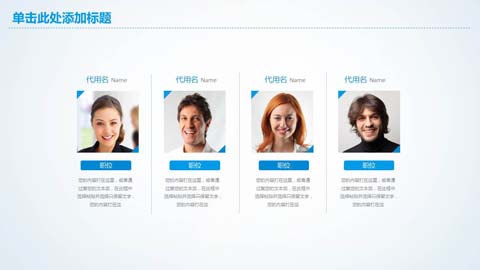 单击此处添加标题
代用名 Name
职位
您的内容打在这里，或者通
过复制您的文本后，在此框中
选择粘贴并选择只保留文字，
您的内容打在这
代用名 Name
职位
您的内容打在这里，或者通
过复制您的文本后，在此框中
选择粘贴并选择只保留文字，
您的内容打在这
代用名 Name
职位
您的内容打在这里，或者通
过复制您的文本后，在此框中
选择粘贴并选择只保留文字，
您的内容打在这
代用名 Name
职位
您的内容打在这里，或者通
过复制您的文本后，在此框中
选择粘贴并选择只保留文字，
您的内容打在这